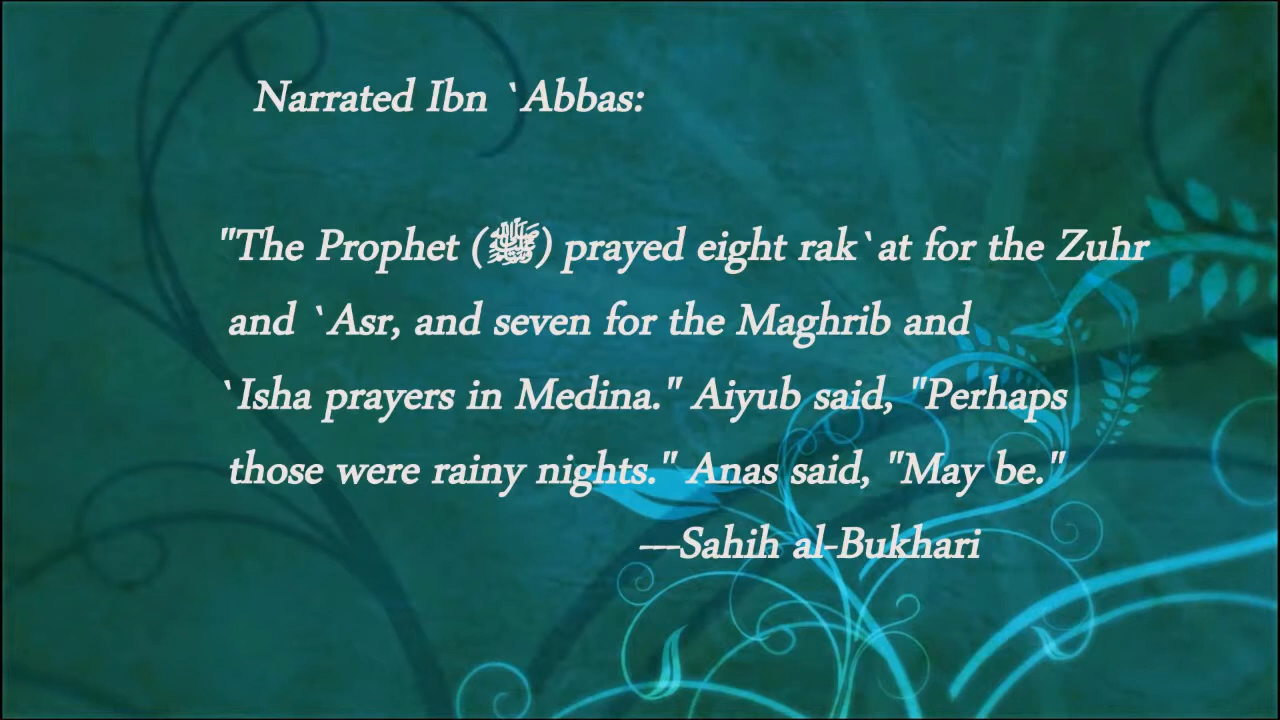 Narrated Ibn `Abbas:
"The Prophet (ﷺ) prayed eight rak`at for the Zuhr
and `Asr, and seven for the Maghrib and
`Isha prayers in Medina." Aiyub said, "Perhaps
those were rainy nights." Anas said, "May be."
—Sahih al-Bukhari